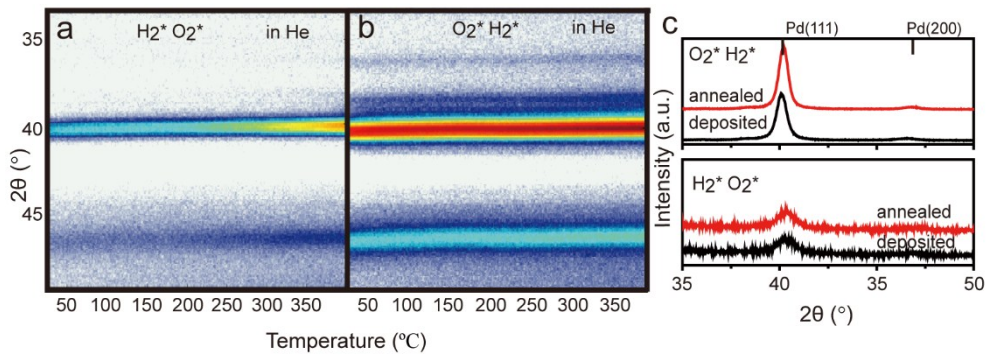 a
H2* O2*
in He
b
O2* H2*
in He
35
40
45
2θ (°)
50 100 150 200 250 300 350
50 100 150 200 250 300 350
Temperature (ºC)
c
Pd(111)
Pd(200)
O2* H2*
annealed
deposited
H2* O2*
annealed
deposited
Intensity (a.u.)
35 40 35 50
2θ (°)